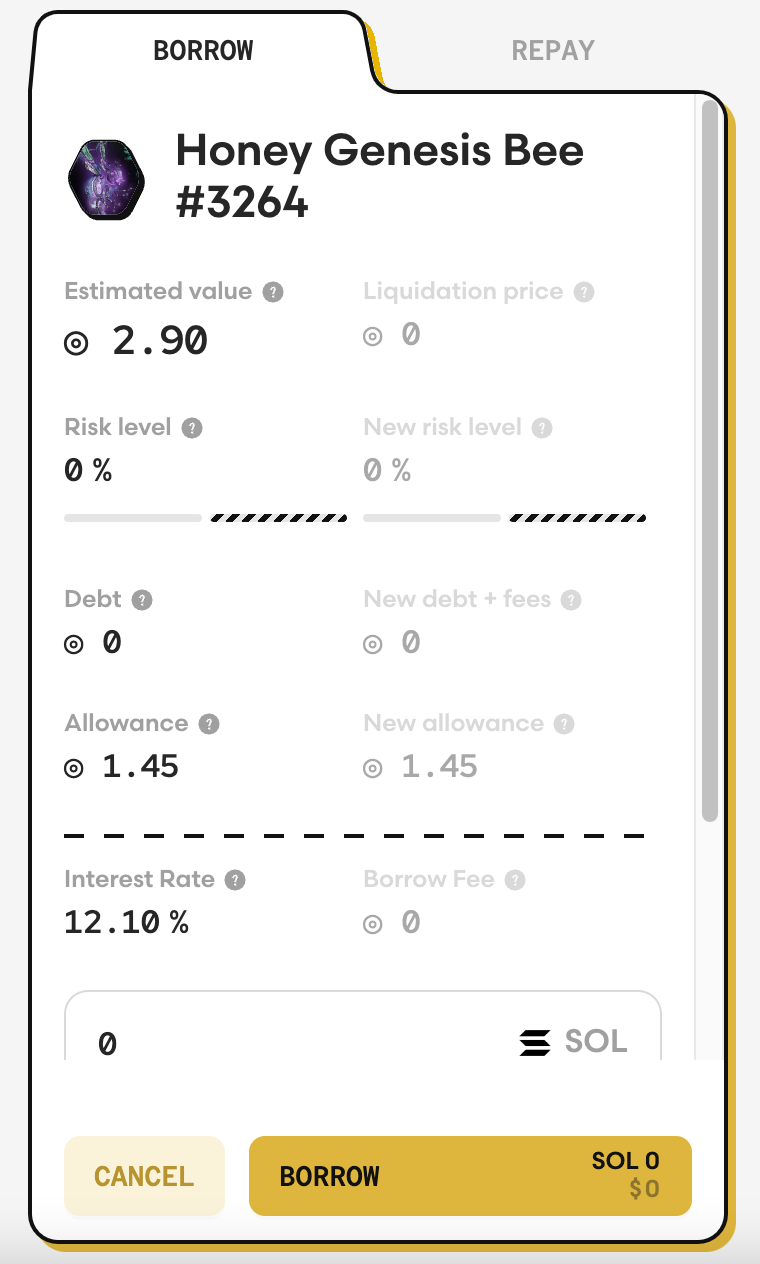 BORROW
REPAY
Honey Genesis Bee
#3264
Estimated value ?
Liquidation price ?
◎ 2.90
◎ 0
Risk level ?
New risk level ?
0 %
0 %
Debt ?
New debt + fees ?
◎ 0
◎ 0
Allowance ?
New allowance ?
◎ 1.45
◎ 1.45
Interest Rate ?
Borrow Fee ?
12.10 %
◎ 0
0
SOL
CANCEL
BORROW
SOL 0
$0